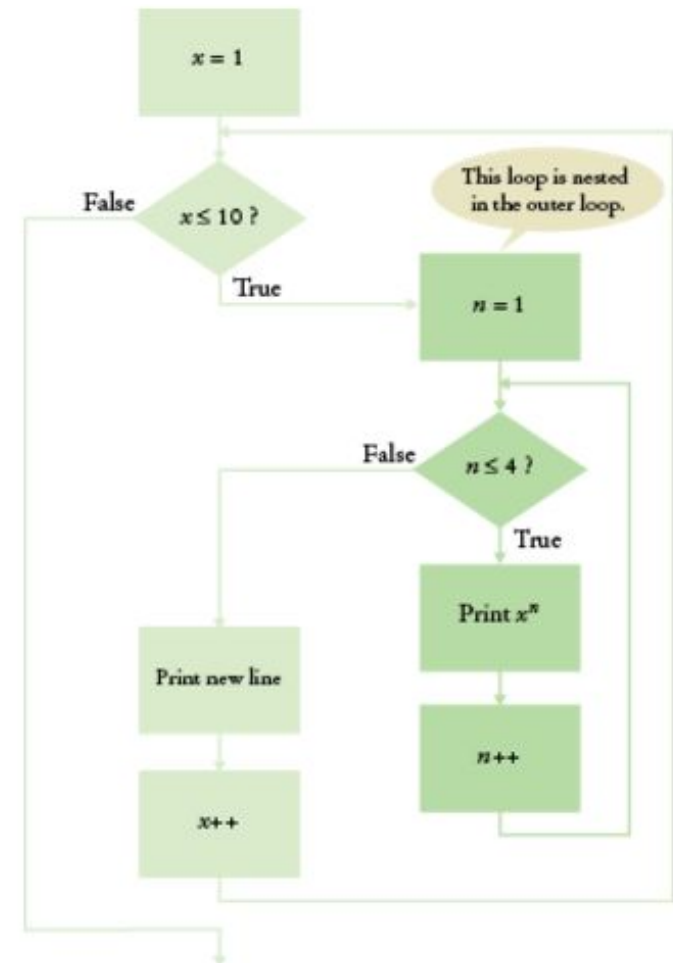 x = 1
This loop is nested
in the outer loop.
False
x ≤ 10 ?
True
n = 1
False
n ≤ 4 ?
True
Print xⁿ
Print new line
n++
x++